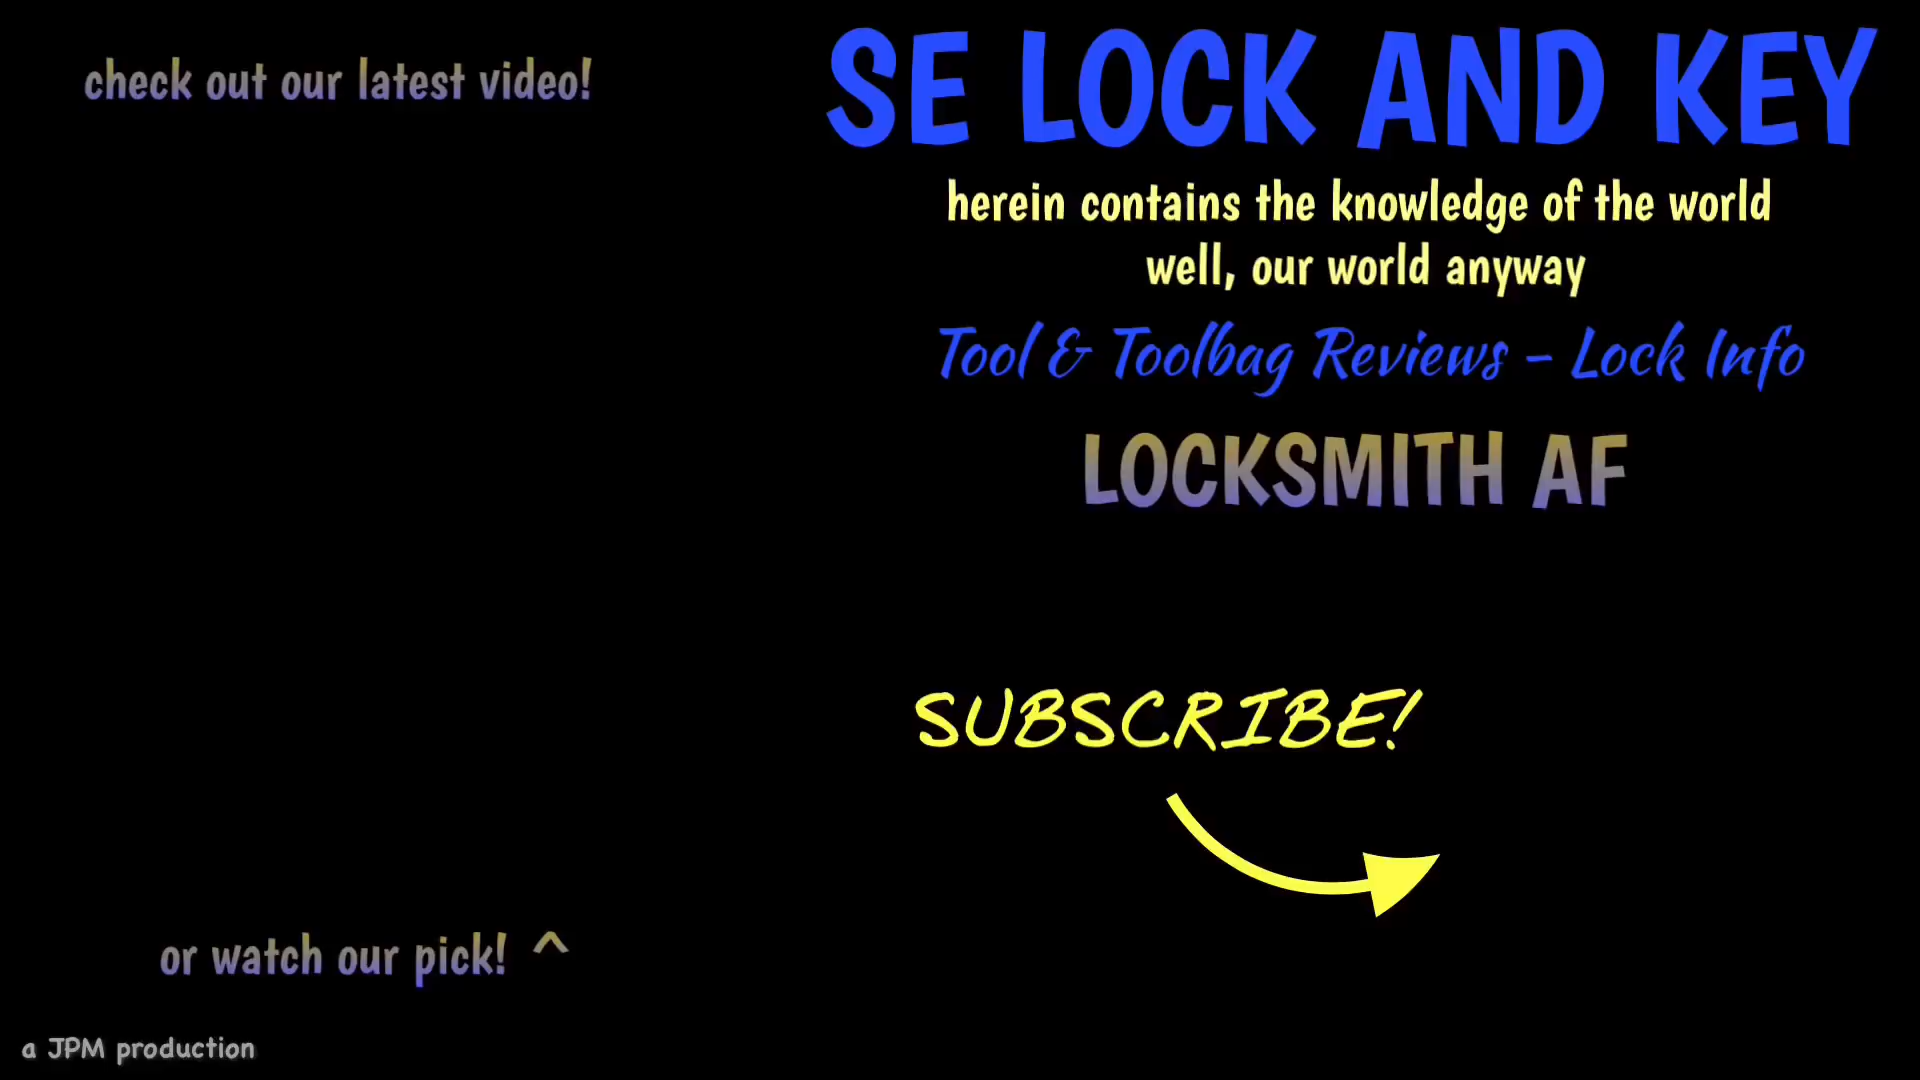 check out our latest video!
SE LOCK AND KEY
herein contains the knowledge of the world
well, our world anyway
Tool & Toolbag Reviews – Lock Info
LOCKSMITH AF
SUBSCRIBE!
or watch our pick! ^
a JPM production